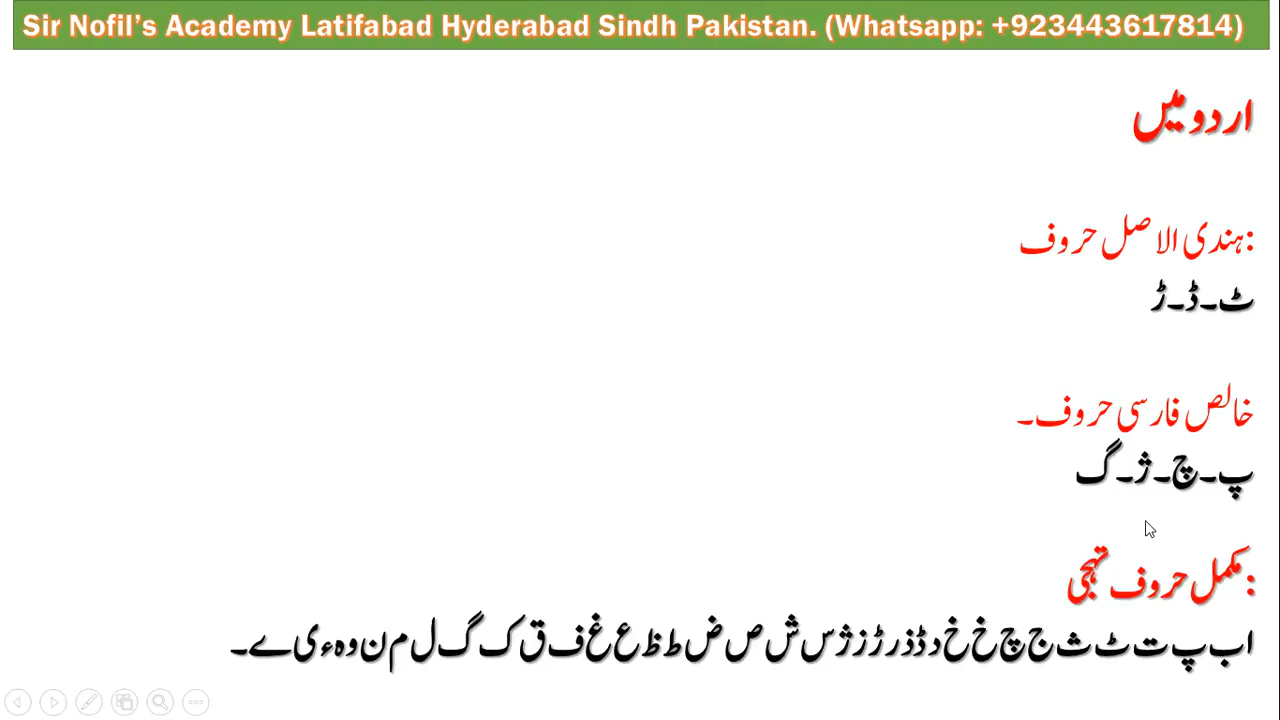 Sir Nofil's Academy Latifabad Hyderabad Sindh Pakistan. (Whatsapp: +923443617814)
اردو میں
:ہندی الاصل حروف
ٹ۔ڈ۔ڑ
خالص فارسی حروف۔
پ۔چ۔ژ۔گ
:مکمل حروف تہجی
ا ب پ ت ٹ ث ج چ خ خ د ڈ ذ ر ڑ ز ژ س ش ص ض ط ظ ع غ ف ق ک گ ل م ن و ہ ء ی ے۔